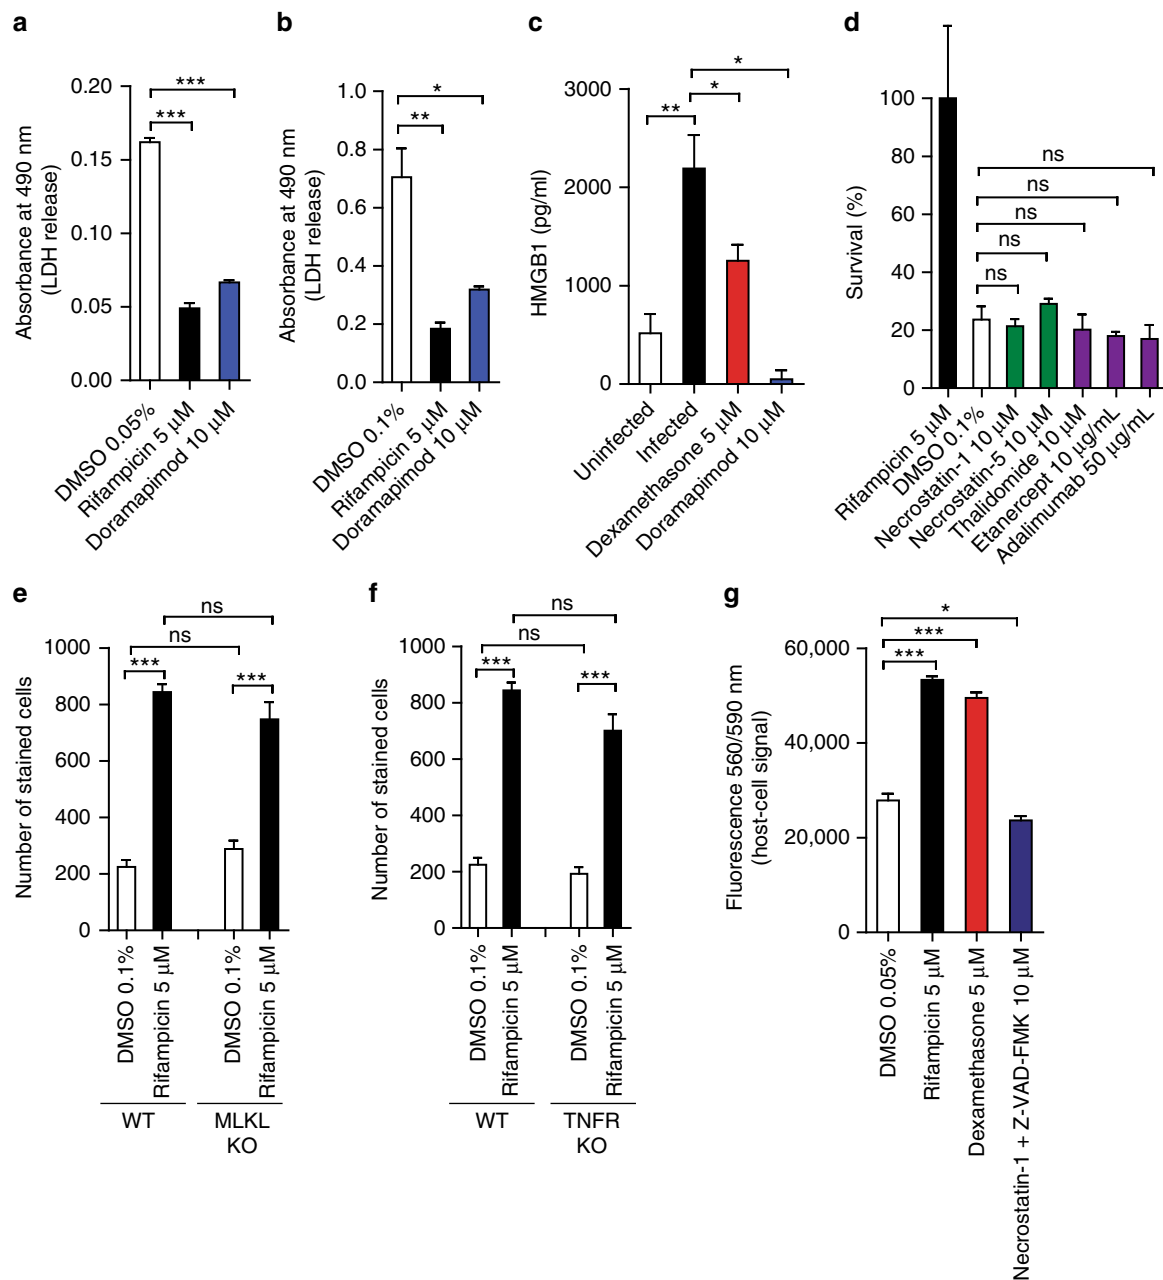 a
Absorbance at 490 nm
(LDH release)
0.20
0.15
0.10
0.05
0.00
***
***
DMSO 0.05%
Rifampicin 5 μM
Doramapimod 10 μM
b
Absorbance at 490 nm
(LDH release)
1.0
0.8
0.6
0.4
0.2
0.0
*
**
DMSO 0.1%
Rifampicin 5 μM
Doramapimod 10 μM
c
HMGB1 (pg/ml)
3000
2000
1000
0
*
*
**
Uninfected
Infected
Dexamethasone 5 μM
Doramapimod 10 μM
d
Survival (%)
100
80
60
40
20
0
ns
ns
ns
ns
ns
Rifampicin 5 μM
DMSO 0.1%
Necrostatin-1 10 μM
Necrostatin-5 10 μM
Thalidomide 10 μM
Etanercept 10 μg/mL
Adalimumab 50 μg/mL
e
Number of stained cells
1000
800
600
400
200
0
ns
ns
***
***
DMSO 0.1%
Rifampicin 5 μM
DMSO 0.1%
Rifampicin 5 μM
WT
MLKL
KO
f
Number of stained cells
1000
800
600
400
200
0
ns
ns
***
***
DMSO 0.1%
Rifampicin 5 μM
DMSO 0.1%
Rifampicin 5 μM
WT
TNFR
KO
g
Fluorescence 560/590 nm
(host-cell signal)
60,000
40,000
20,000
0
*
***
***
DMSO 0.05%
Rifampicin 5 μM
Dexamethasone 5 μM
Necrostatin-1 + Z-VAD-FMK 10 μM